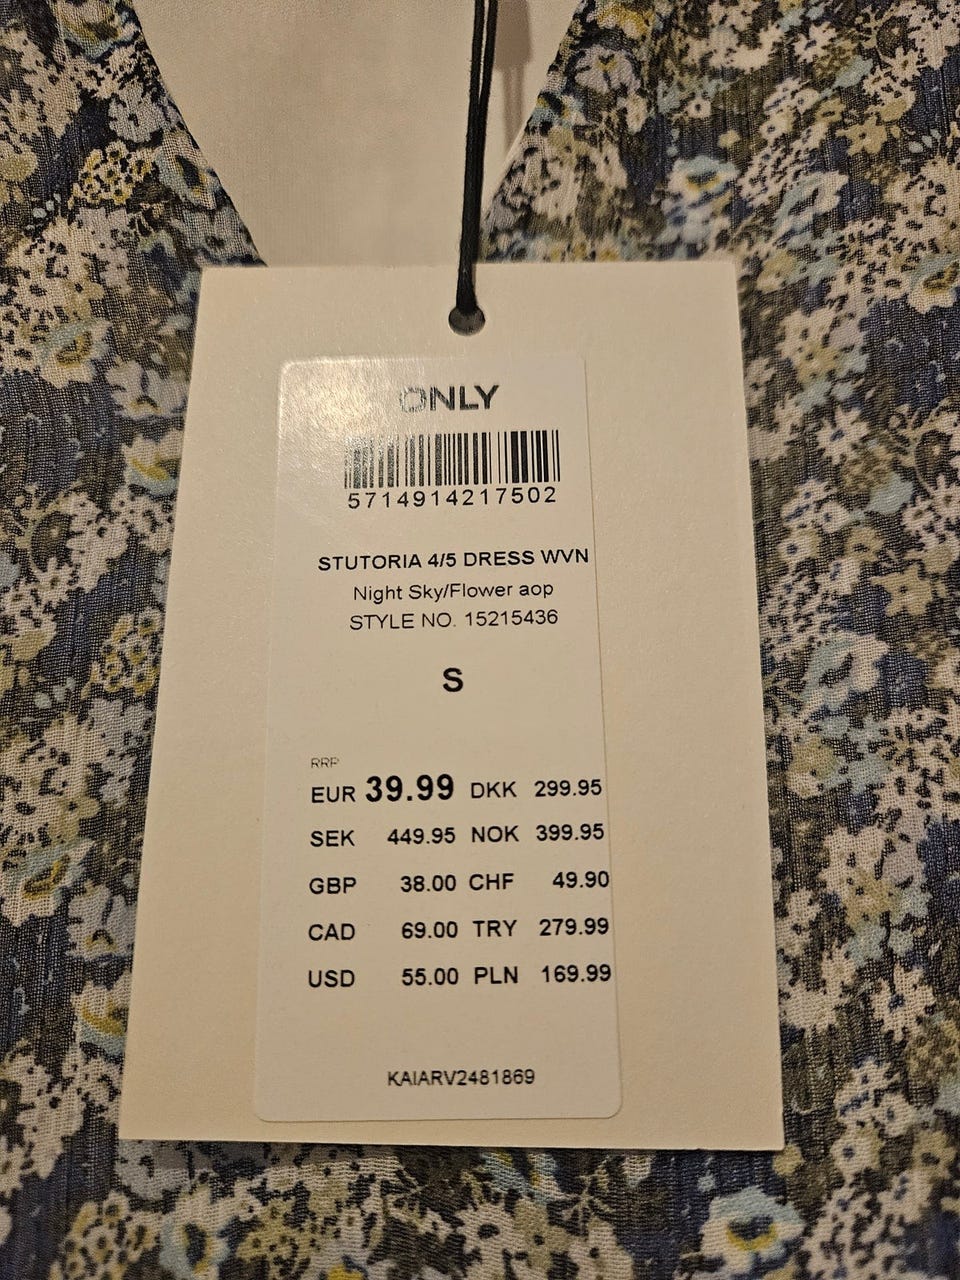 ONLY
5714914217502
STUTORIA 4/5 DRESS WVN
Night Sky/Flower aop
STYLE NO. 15215436
S
RRP
EUR 39.99 DKK 299.95
SEK 449.95 NOK 399.95
GBP 38.00 CHF 49.90
CAD 69.00 TRY 279.99
USD 55.00 PLN 169.99
KAIARV2481869